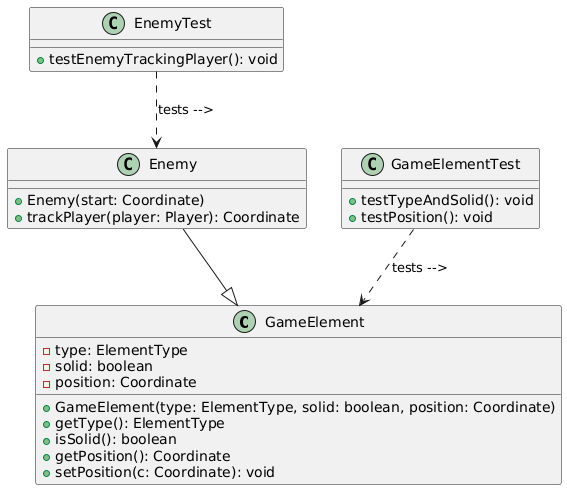 C EnemyTest
testEnemyTrackingPlayer(): void
tests -->
C Enemy
Enemy(start: Coordinate)
trackPlayer(player: Player): Coordinate
C GameElementTest
testTypeAndSolid(): void
testPosition(): void
tests -->
C GameElement
type: ElementType
solid: boolean
position: Coordinate
GameElement(type: ElementType, solid: boolean, position: Coordinate)
getType(): ElementType
isSolid(): boolean
getPosition(): Coordinate
setPosition(c: Coordinate): void